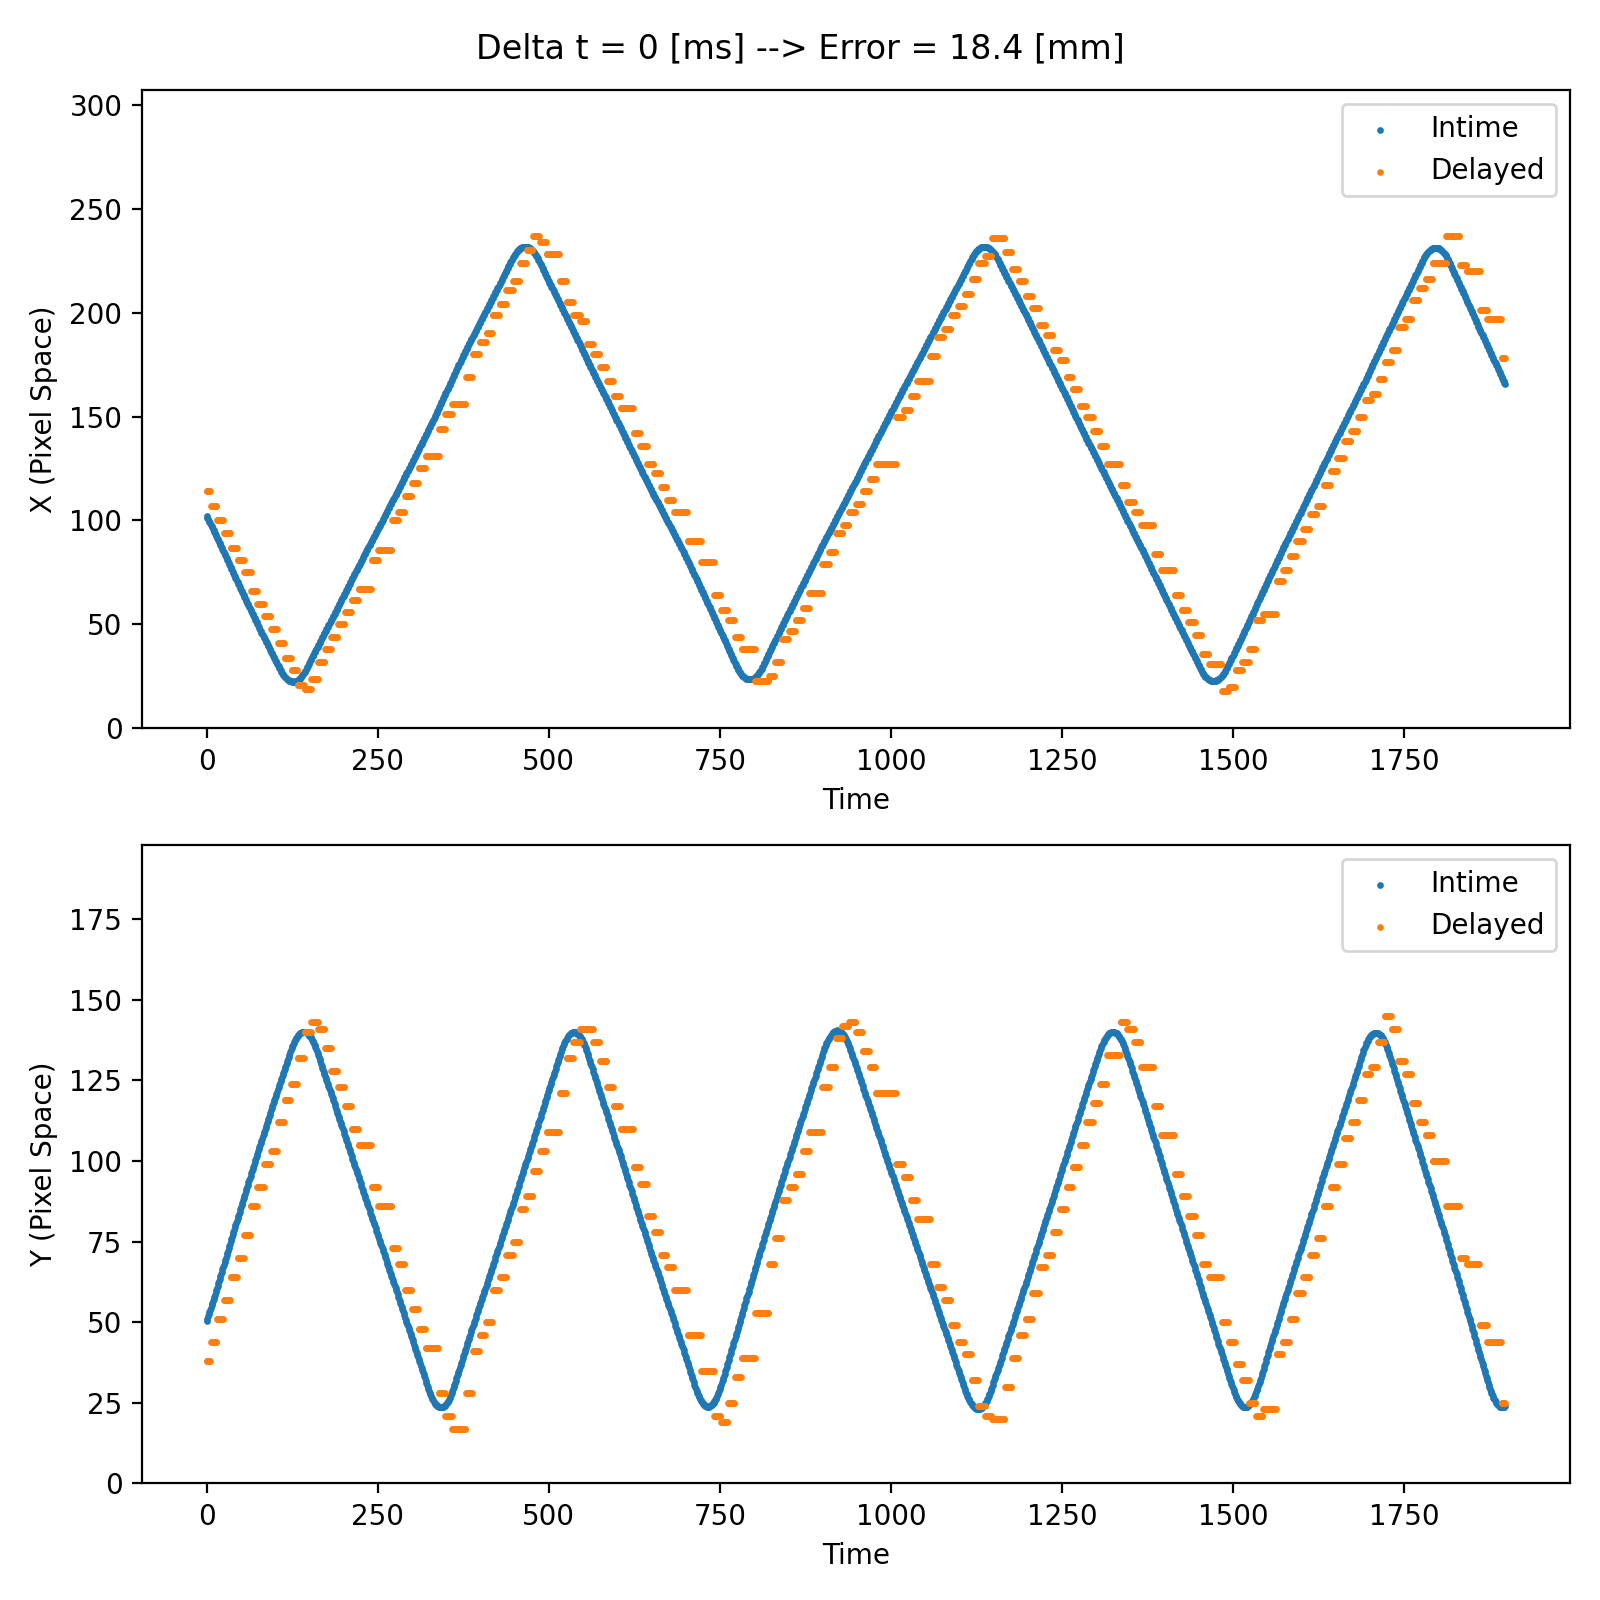 Delta t = 0 [ms] --> Error = 18.4 [mm]
300
250
200
150
100
50
0
X (Pixel Space)
Intime
Delayed
0 250 500 750 1000 1250 1500 1750
Time
175
150
125
100
75
50
25
0
Y (Pixel Space)
Intime
Delayed
0 250 500 750 1000 1250 1500 1750
Time